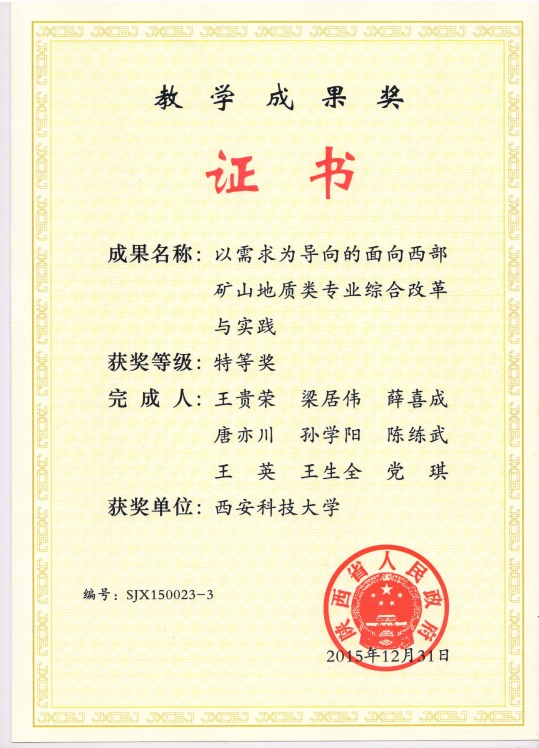 教学成果奖
证书
成果名称：以需求为导向的面向西部
矿山地质类专业综合改革
与实践
获奖等级：特等奖
完成人：王贵荣 梁居伟 薛喜成
唐亦川 孙学阳 陈练武
王英 王生全 党琪
获奖单位：西安科技大学
陕西省人民政府
编号：SJX150023-3
2015年12月31日